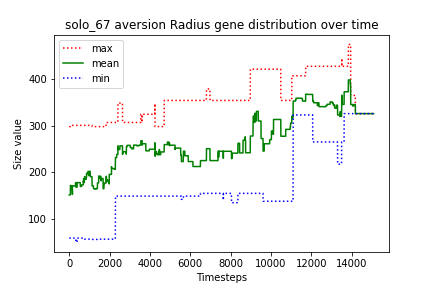 solo_67 aversion Radius gene distribution over time
max
mean
min
Size value
400
300
200
100
0
2000
4000
6000
8000
10000
12000
14000
Timesteps